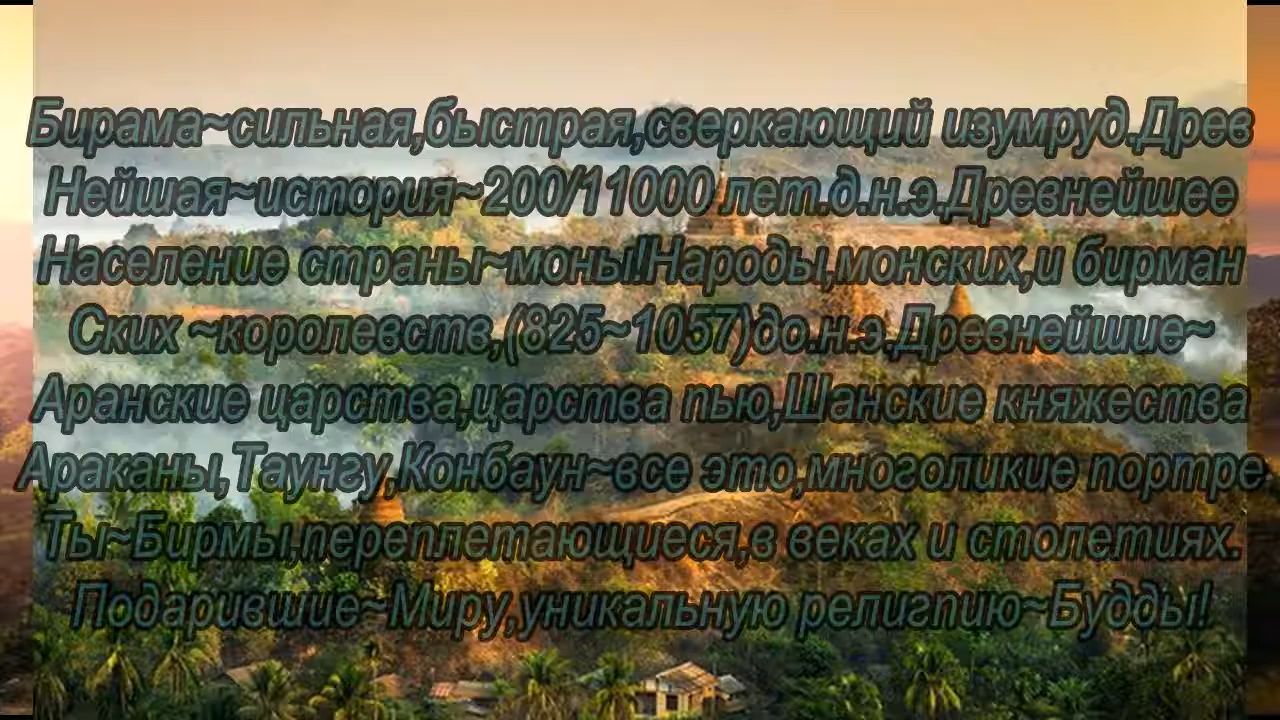 Бирама~сильная,быстрая,сверкающий изумруд.Древ
Нейшая~история~200/11000 лет.д.н.э.Древнейшее
Население страны~моны!Народы,монских,и бирман
Ских ~королевств,(825~1057)до.н.э.Древнейшие~
Аранские царства,царства пью,Шанские княжества
Араканы,Таунгу,Конбаун~все это,многоликие портре
Ты~Бирмы,переплетающиеся,в веках и столетиях.
Подарившие~Миру,уникальную религпию~Будды!